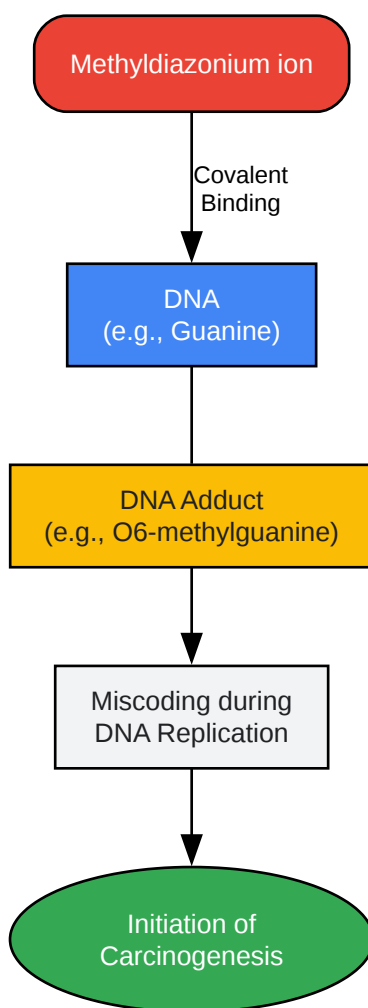 Methyldiazonium ion
Covalent
Binding
DNA
(e.g., Guanine)
DNA Adduct
(e.g., O6-methylguanine)
Miscoding during
DNA Replication
Initiation of
Carcinogenesis